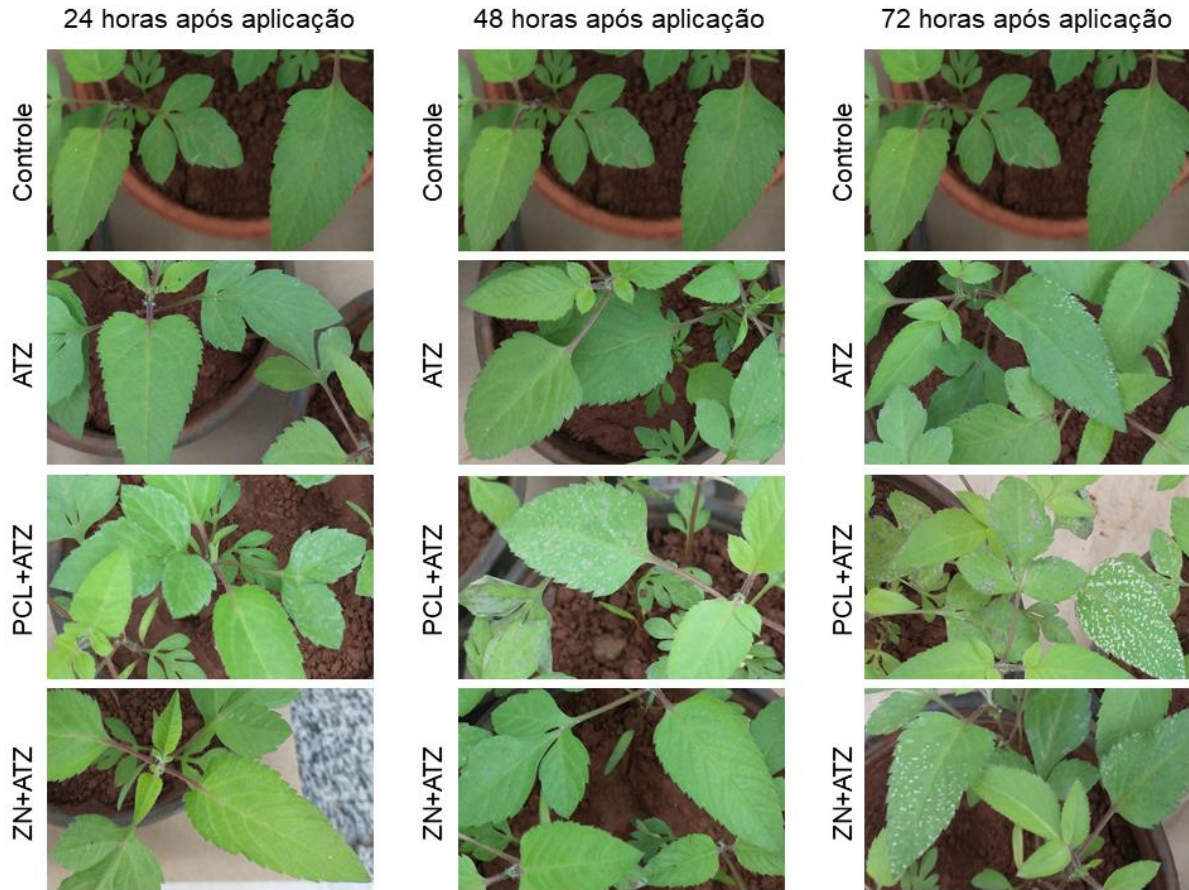 24 horas após aplicação
48 horas após aplicação
72 horas após aplicação
Controle
Controle
Controle
ATZ
ATZ
ATZ
PCL+ATZ
PCL+ATZ
PCL+ATZ
ZN+ATZ
ZN+ATZ
ZN+ATZ